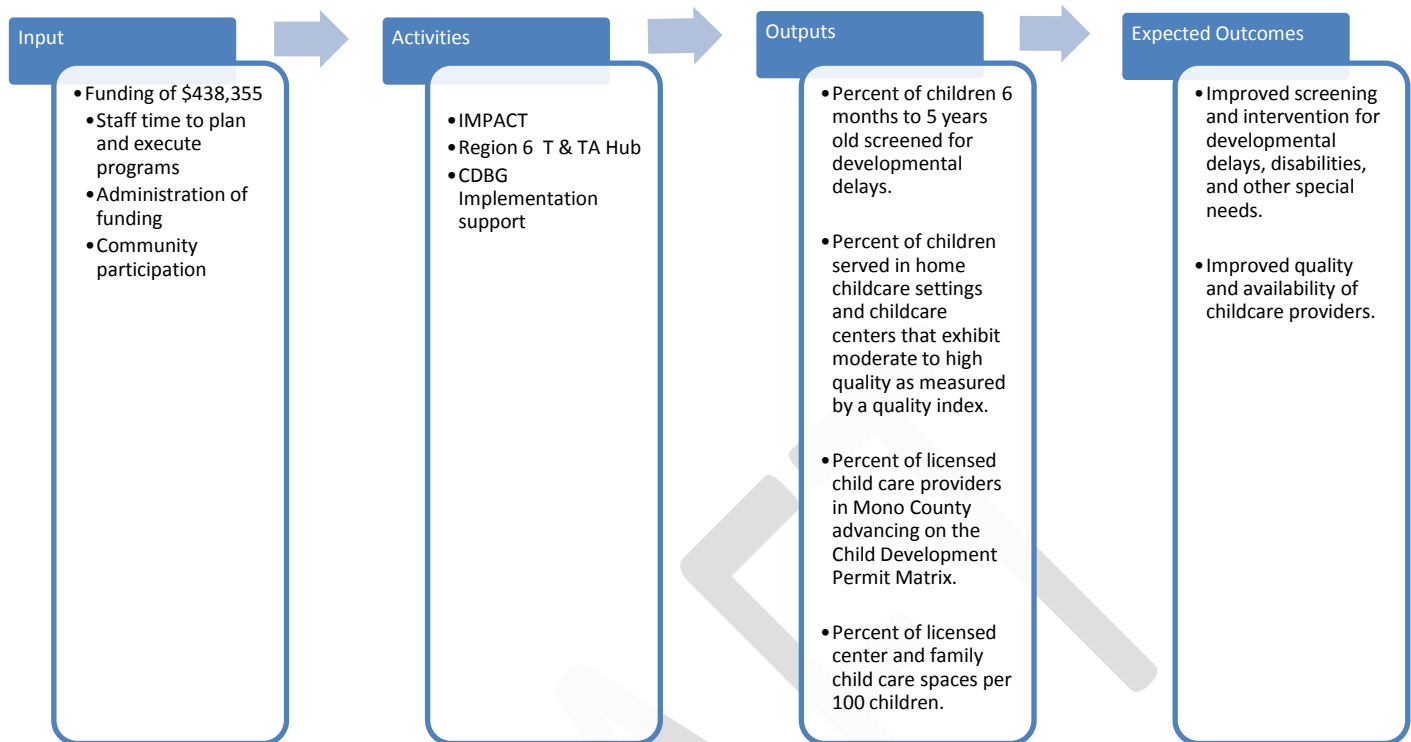 Input
•Funding of $438,355
•Staff time to plan
and execute
programs
•Administration of
funding
•Community
participation
Activities
•IMPACT
•Region 6 T & TA Hub
•CDBG
Implementation
support
Outputs
•Percent of children 6
months to 5 years
old screened for
developmental
delays.
•Percent of children
served in home
childcare settings
and childcare
centers that exhibit
moderate to high
quality as measured
by a quality index.
•Percent of licensed
child care providers
in Mono County
advancing on the
Child Development
Permit Matrix.
•Percent of licensed
center and family
child care spaces per
100 children.
Expected Outcomes
•Improved screening
and intervention for
developmental
delays, disabilities,
and other special
needs.
•Improved quality
and availability of
childcare providers.